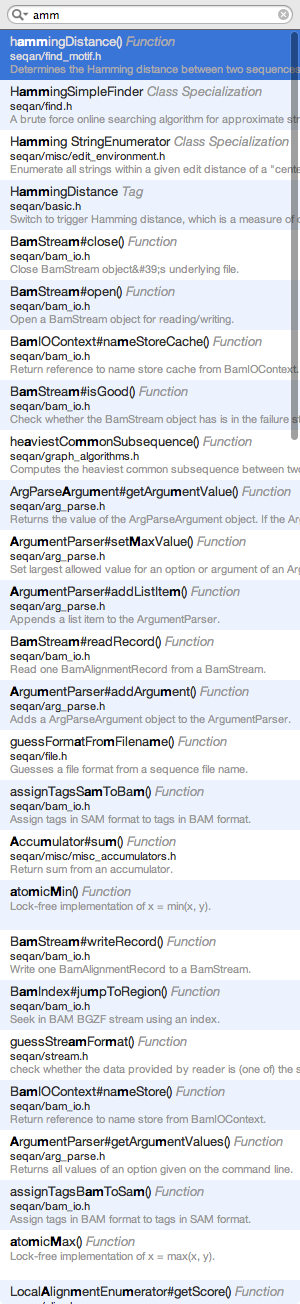 amm
hammingDistance() Function
seqan/find_motif.h
Determines the Hamming distance between two sequences
HammingSimpleFinder Class Specialization
seqan/find.h
A brute force online searching algorithm for approximate str
Hamming StringEnumerator Class Specialization
seqan/misc/edit_environment.h
Enumerate all strings within a given edit distance of a "cente
HammingDistance Tag
seqan/basic.h
Switch to trigger Hamming distance, which is a measure of c
BamStream#close() Function
seqan/bam_io.h
Close BamStream object&#39;s underlying file.
BamStream#open() Function
seqan/bam_io.h
Open a BamStream object for reading/writing.
BamIOContext#nameStoreCache() Function
seqan/bam_io.h
Return reference to name store cache from BamIOContext.
BamStream#isGood() Function
seqan/bam_io.h
Check whether the BamStream object has is in the failure st
heaviestCommonSubsequence() Function
seqan/graph_algorithms.h
Computes the heaviest common subsequence between two
ArgParseArgument#getArgumentValue() Function
seqan/arg_parse.h
Returns the value of the ArgParseArgument object. If the Ar
ArgumentParser#setMaxValue() Function
seqan/arg_parse.h
Set largest allowed value for an option or argument of an Arg
ArgumentParser#addListItem() Function
seqan/arg_parse.h
Appends a list item to the ArgumentParser.
BamStream#readRecord() Function
seqan/bam_io.h
Read one BamAlignmentRecord from a BamStream.
ArgumentParser#addArgument() Function
seqan/arg_parse.h
Adds a ArgParseArgument object to the ArgumentParser.
guessFormatFromFilename() Function
seqan/file.h
Guesses a file format from a sequence file name.
assignTagsSamToBam() Function
seqan/bam_io.h
Assign tags in SAM format to tags in BAM format.
Accumulator#sum() Function
seqan/misc/misc_accumulators.h
Return sum from an accumulator.
atomicMin() Function
Lock-free implementation of x = min(x, y).
BamStream#writeRecord() Function
seqan/bam_io.h
Write one BamAlignmentRecord to a BamStream.
BamIndex#jumpToRegion() Function
seqan/bam_io.h
Seek in BAM BGZF stream using an index.
guessStreamFormat() Function
seqan/stream.h
check whether the data provided by reader is (one of) the s
BamIOContext#nameStore() Function
seqan/bam_io.h
Return reference to name store from BamIOContext.
ArgumentParser#getArgumentValues() Function
seqan/arg_parse.h
Returns all values of an option given on the command line.
assignTagsBamToSam() Function
seqan/bam_io.h
Assign tags in BAM format to tags in SAM format.
atomicMax() Function
Lock-free implementation of x = max(x, y).
LocalAlignmentEnumerator#getScore() Function